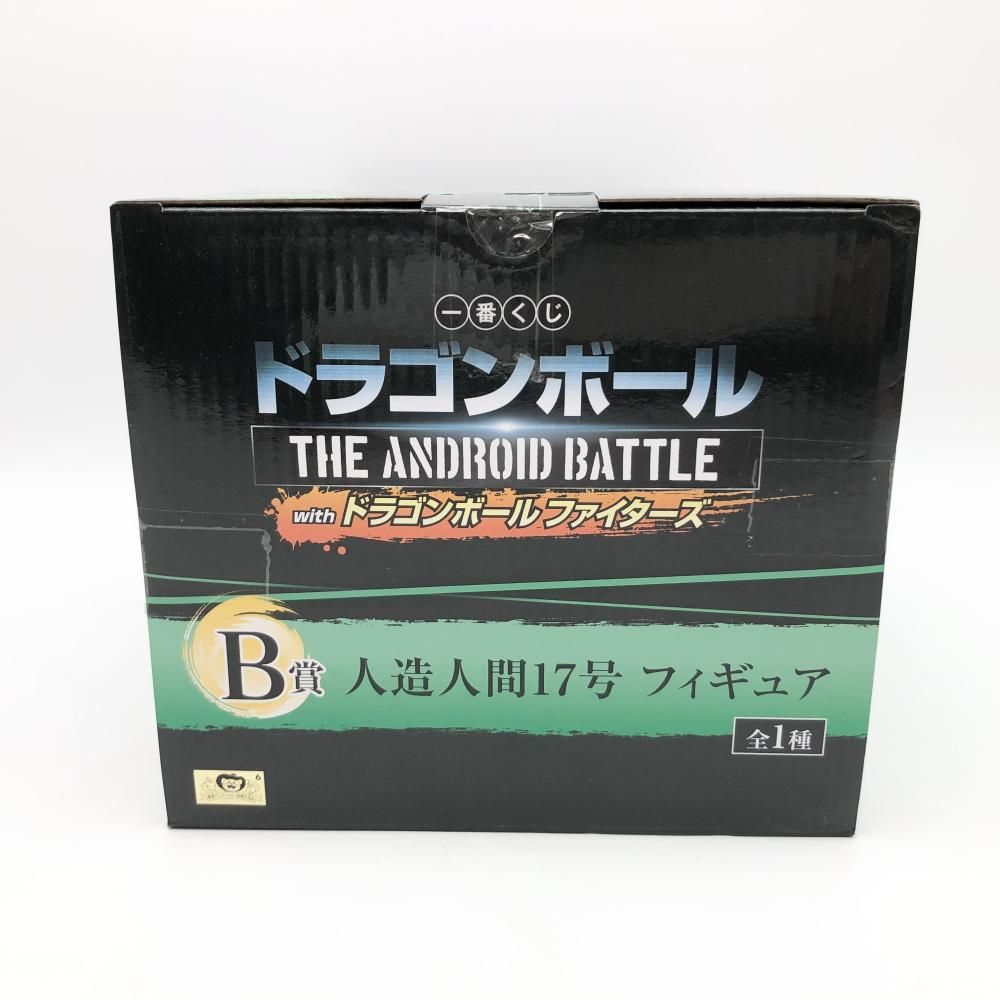 一番くじ
ドラゴンボール
THE ANDROID BATTLE
with ドラゴンボール ファイターズ
B賞 人造人間17号 フィギュア
全1種
6